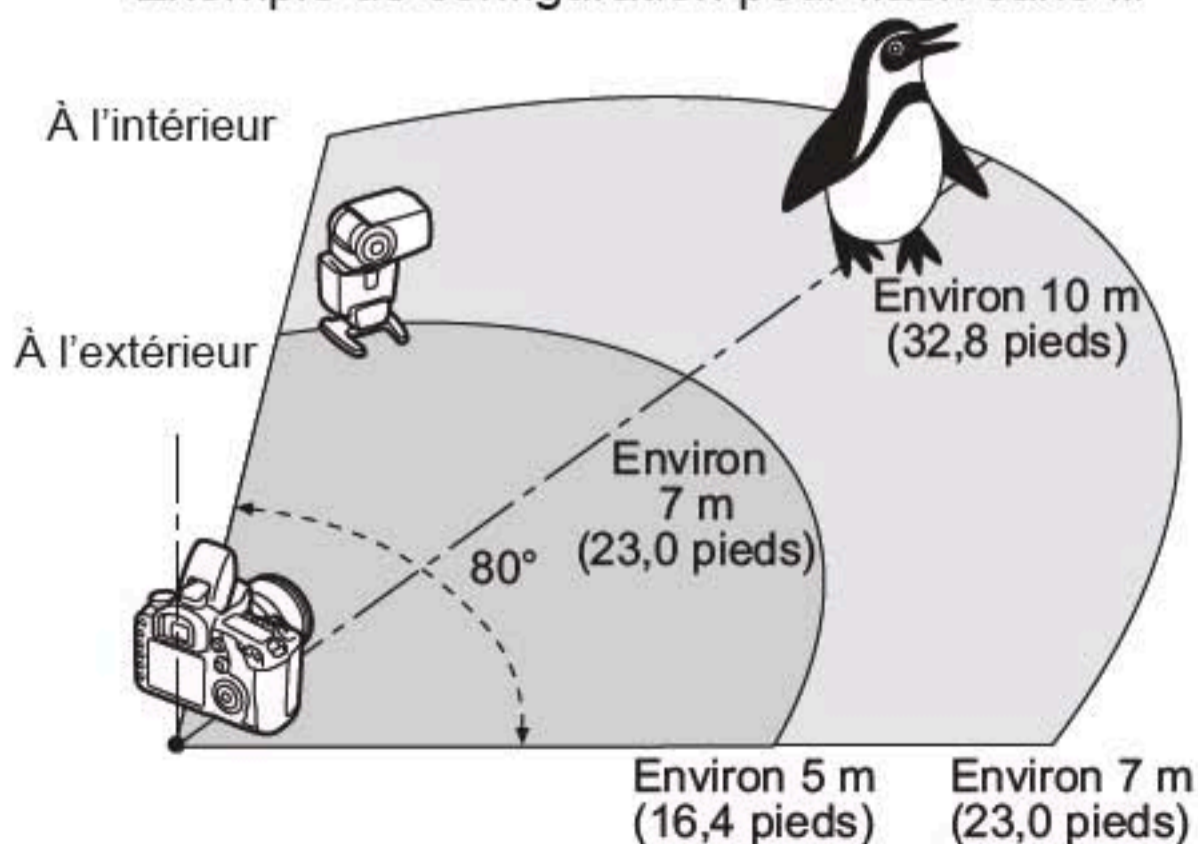 À l'intérieur
À l'extérieur
Environ 10 m
(32,8 pieds)
Environ
7 m
(23,0 pieds)
80°
Environ 5 m
(16,4 pieds)
Environ 7 m
(23,0 pieds)